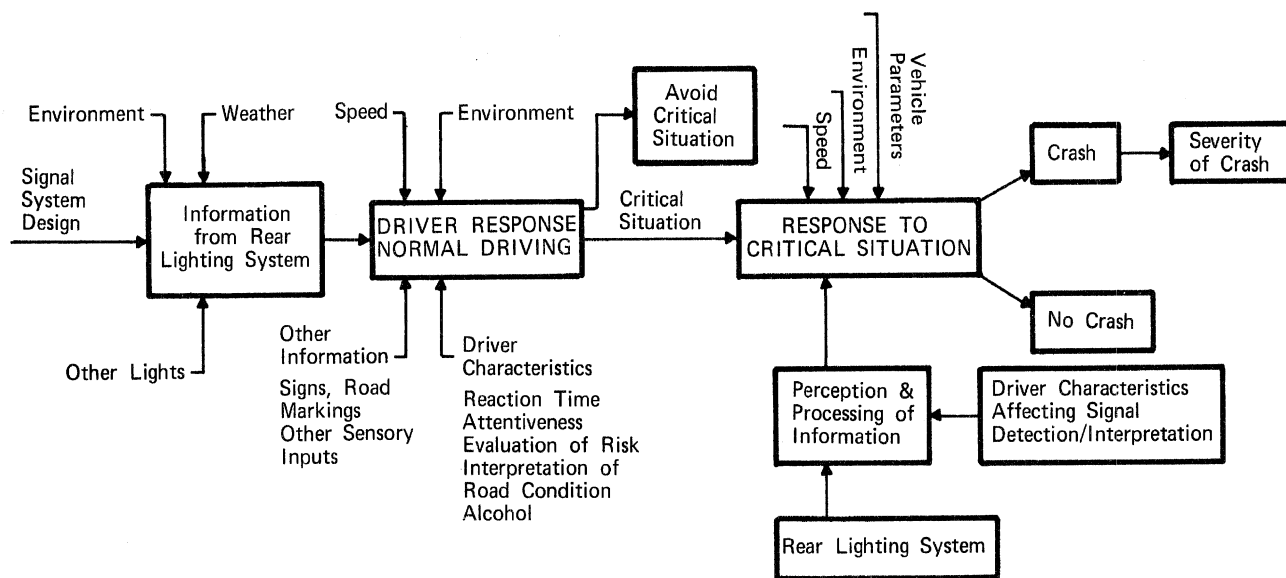 Environment
Weather
Signal
System
Design
Information
from Rear
Lighting System
Other Lights
Speed
Environment
DRIVER RESPONSE
NORMAL DRIVING
Other
Information
Signs, Road
Markings
Other Sensory
Inputs
Driver
Characteristics
Reaction Time
Attentiveness
Evaluation of Risk
Interpretation of
Road Condition
Alcohol
Avoid
Critical
Situation
Critical
Situation
Speed
Environment
Vehicle
Parameters
RESPONSE TO
CRITICAL SITUATION
Crash
Severity
of Crash
No Crash
Perception &
Processing of
Information
Driver Characteristics
Affecting Signal
Detection/Interpretation
Rear Lighting System